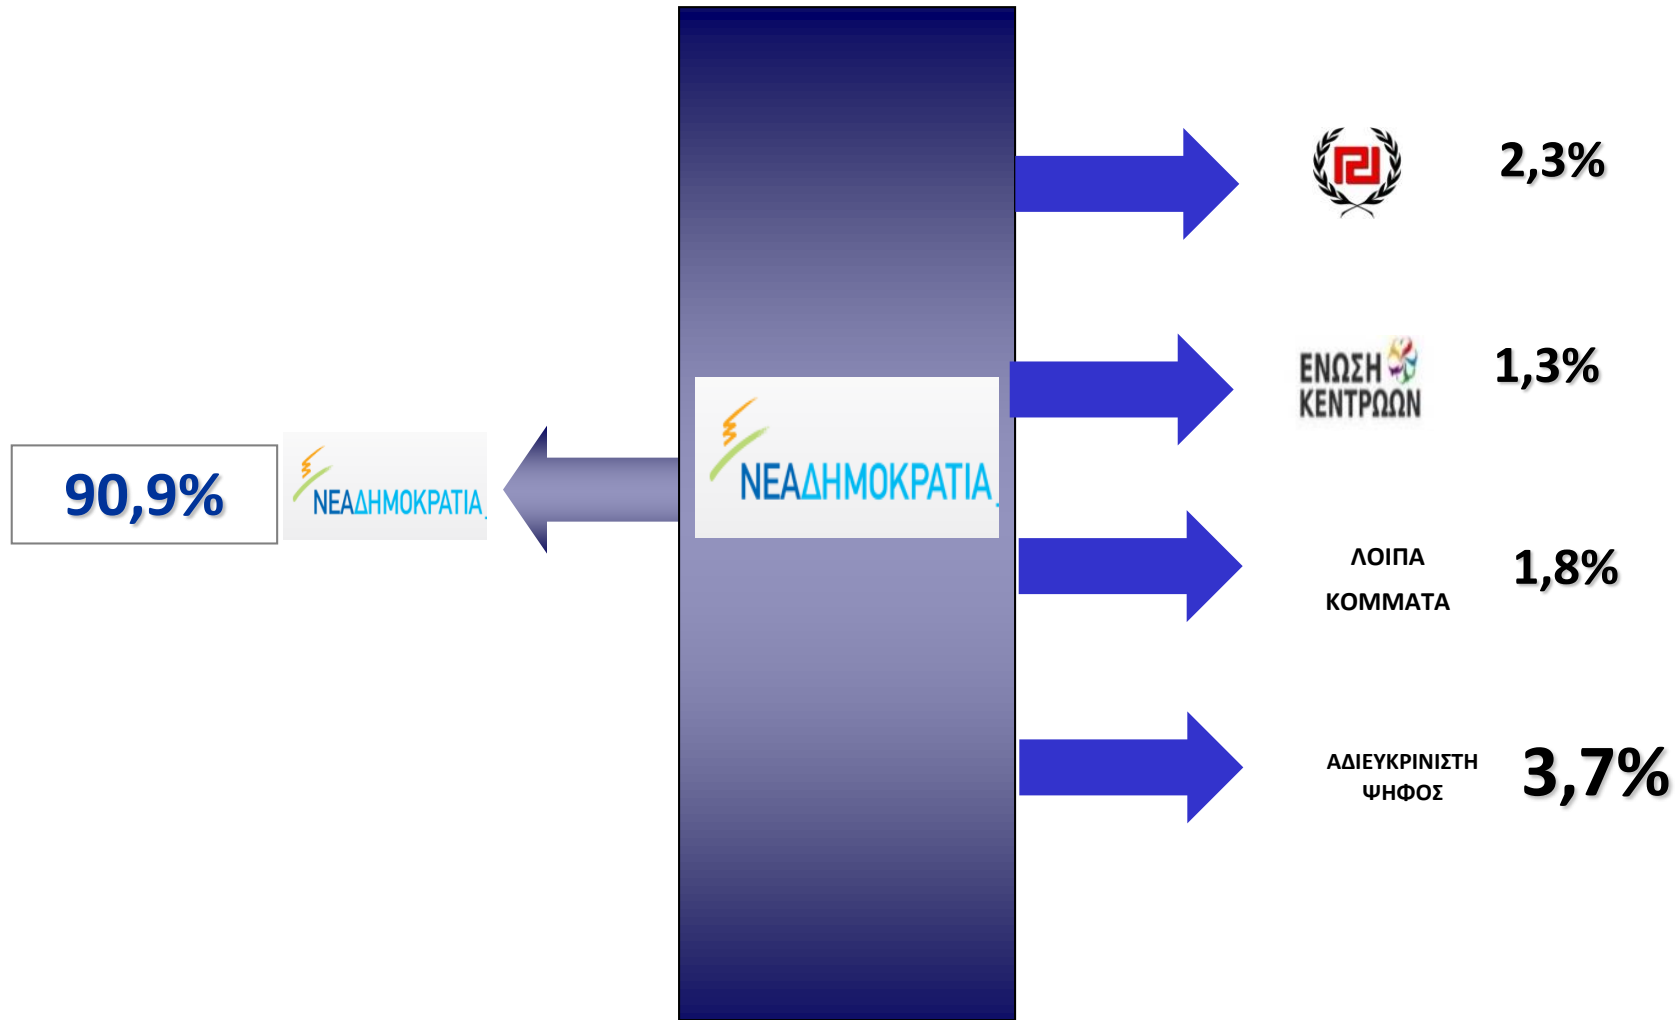 2,3%
ΕΝΩΣΗ
ΚΕΝΤΡΩΩΝ
1,3%
90,9%
ΝΕΑΔΗΜΟΚΡΑΤΙΑ
ΝΕΑΔΗΜΟΚΡΑΤΙΑ
ΛΟΙΠΑ
ΚΟΜΜΑΤΑ
1,8%
ΑΔΙΕΥΚΡΙΝΙΣΤΗ
ΨΗΦΟΣ
3,7%